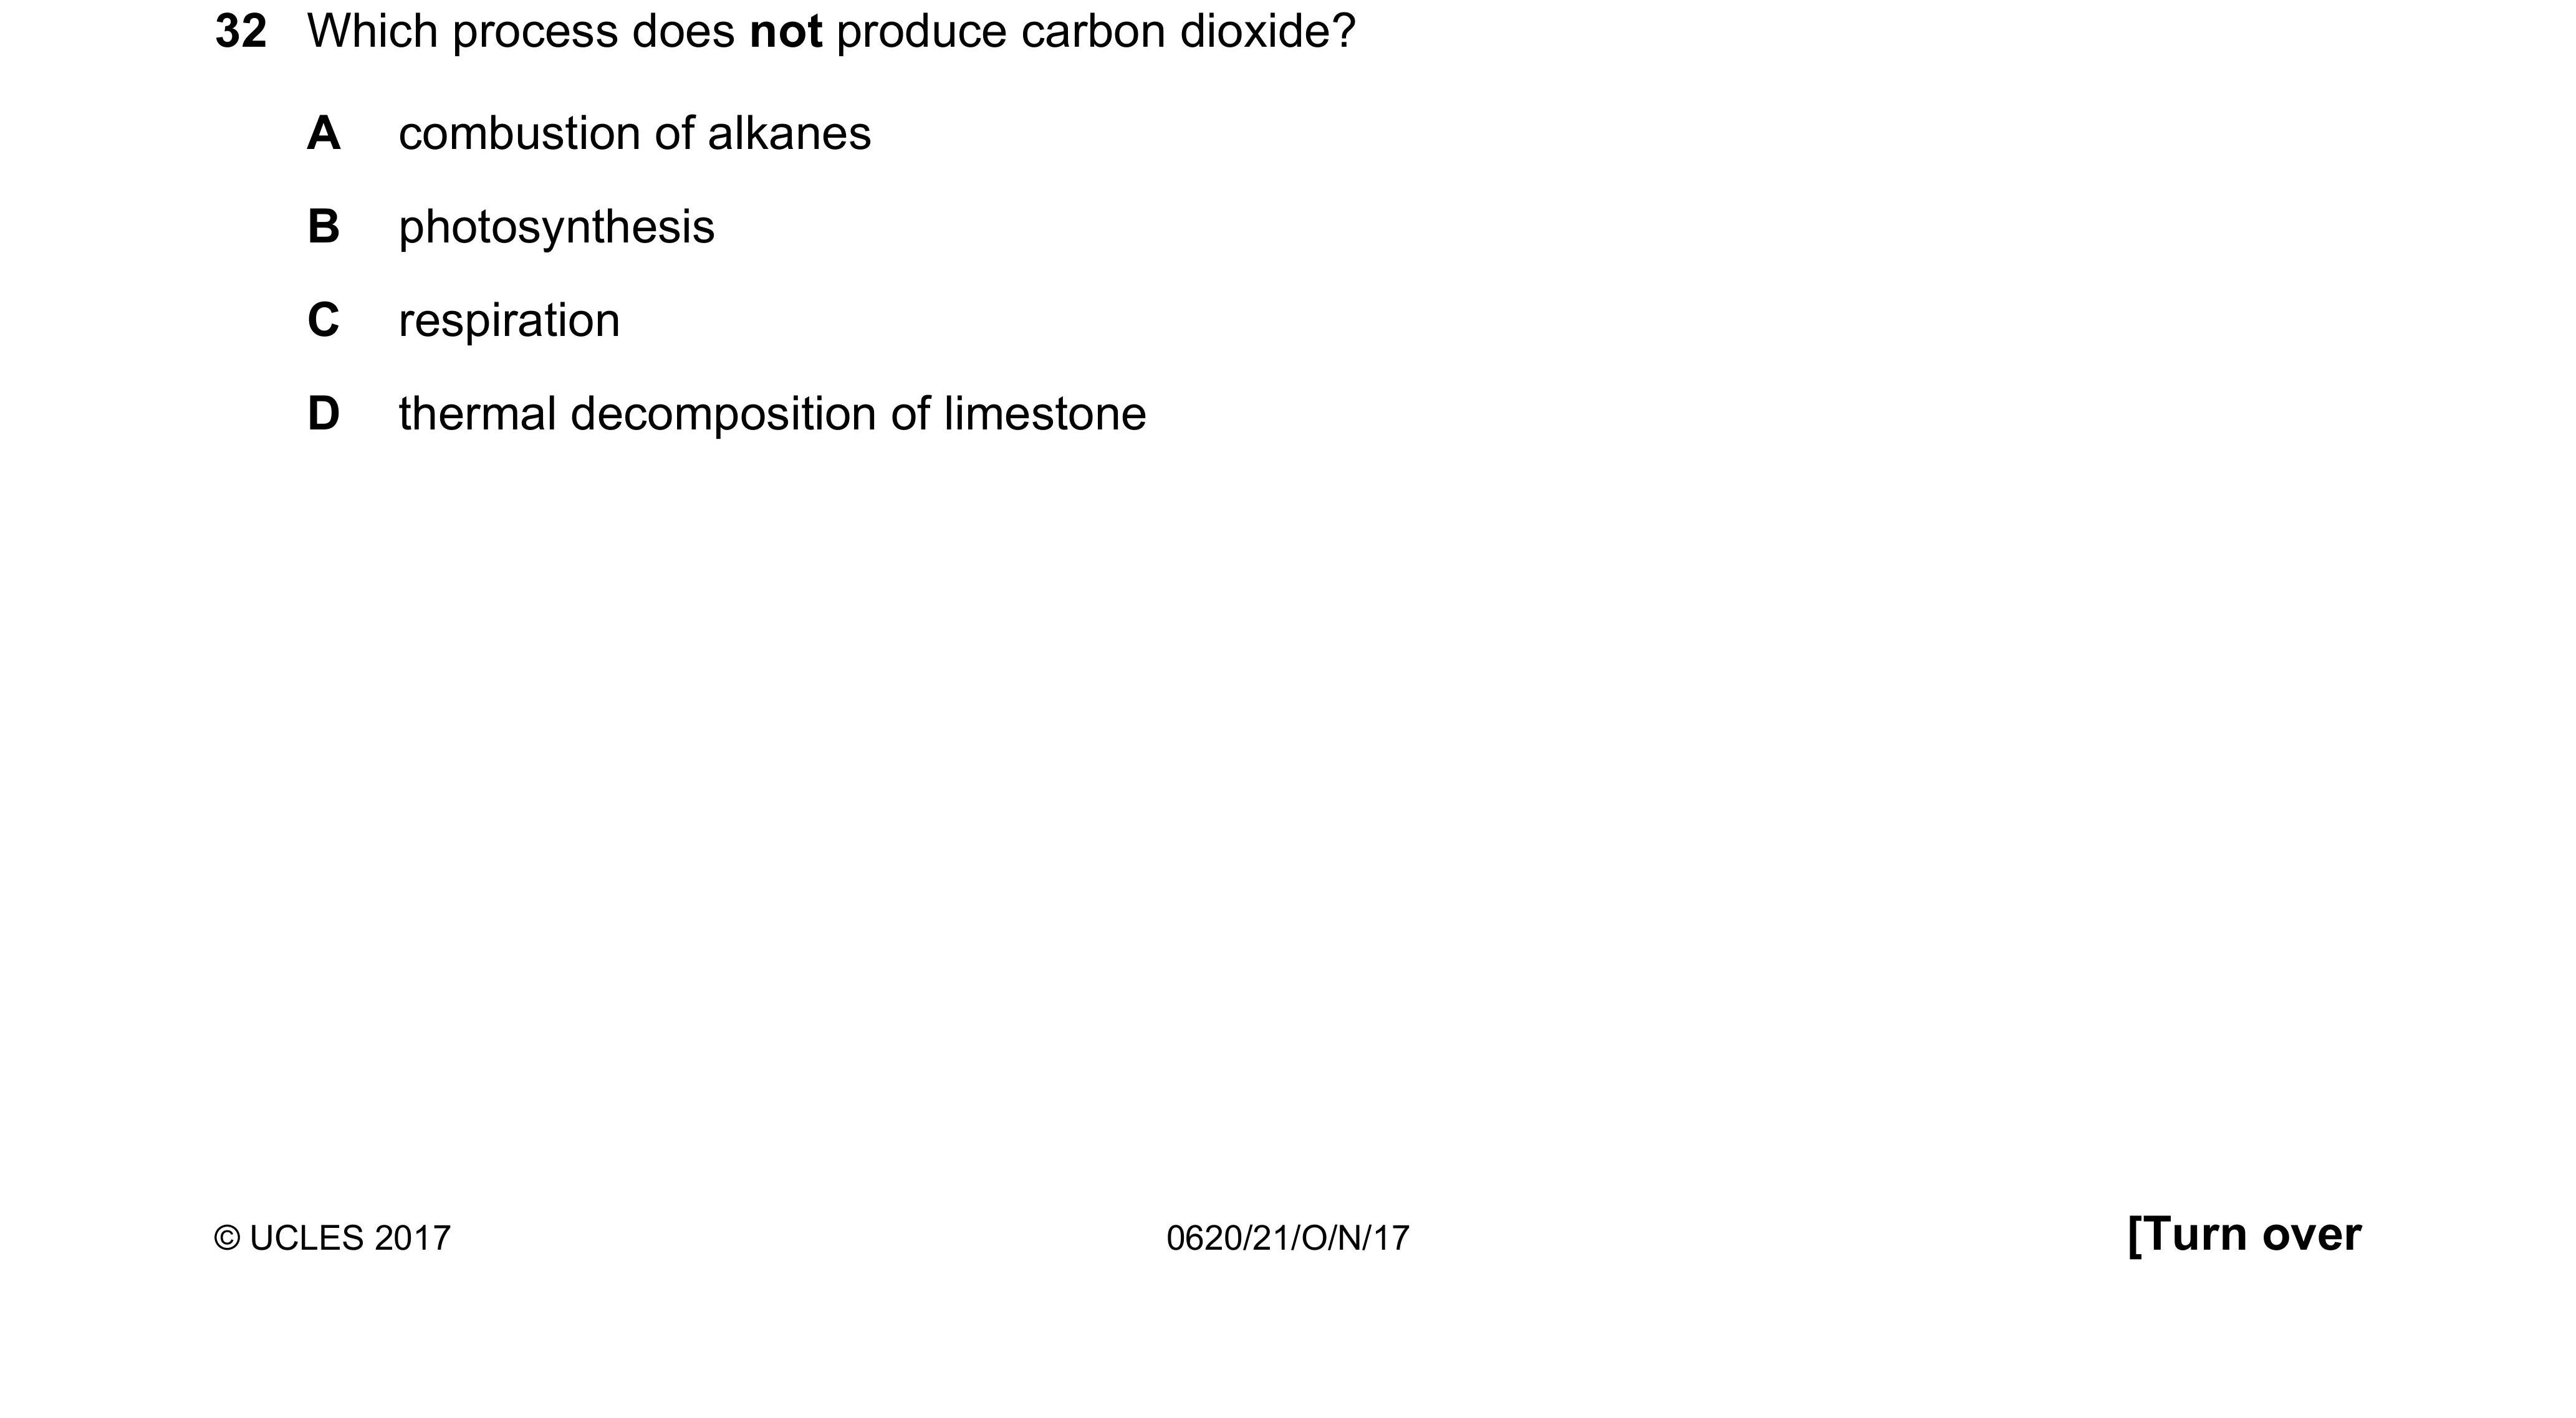 32 Which process does not produce carbon dioxide?
A combustion of alkanes
B photosynthesis
C respiration
D thermal decomposition of limestone
© UCLES 2017 0620/21/O/N/17 [Turn over